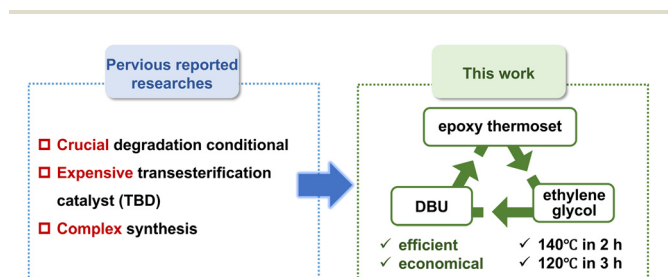 Pervious reported
researches
Crucial degradation conditional
Expensive transesterification
catalyst (TBD)
Complex synthesis
This work
epoxy thermoset
DBU
ethylene
glycol
✓ efficient
✓ economical
✓ 140℃ in 2 h
✓ 120℃ in 3 h